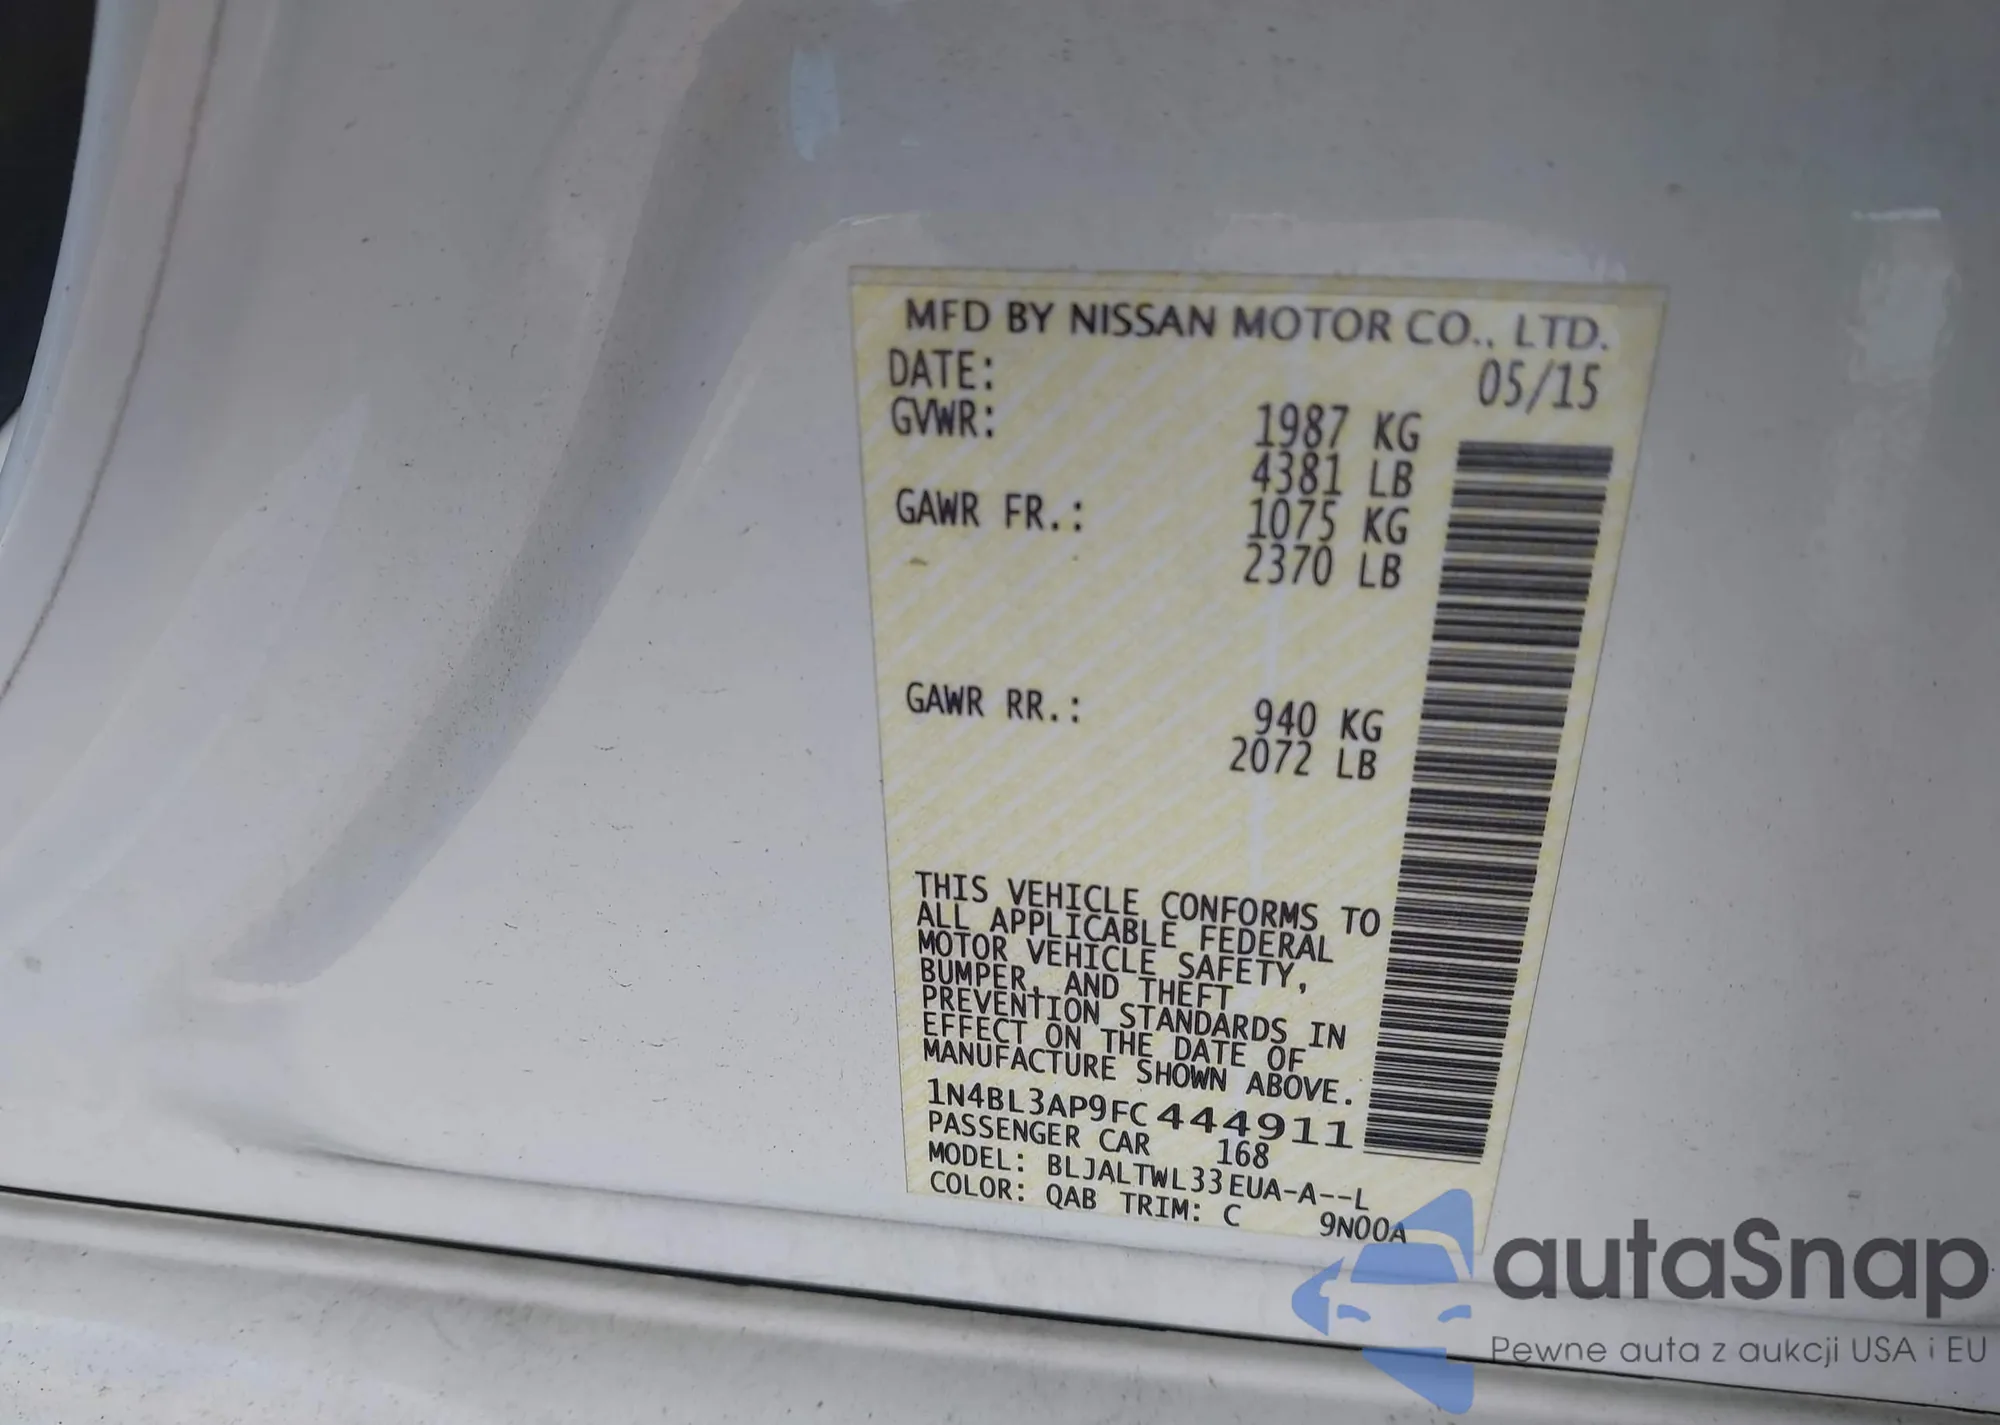 MFD BY NISSAN MOTOR CO., LTD.
DATE: 05/15
GVWR: 1987 KG
4381 LB
GAWR FR.: 1075 KG
2370 LB
GAWR RR.: 940 KG
2072 LB
THIS VEHICLE CONFORMS TO
ALL APPLICABLE FEDERAL
MOTOR VEHICLE SAFETY,
BUMPER, AND THEFT
PREVENTION STANDARDS IN
EFFECT ON THE DATE OF
MANUFACTURE SHOWN ABOVE.
1N4BL3AP9FC444911
PASSENGER CAR 168
MODEL: BLJALTWL33EUA-A--L
COLOR: QAB TRIM: C 9N00A
autaSnap
Pewne auta z aukcji USA i EU